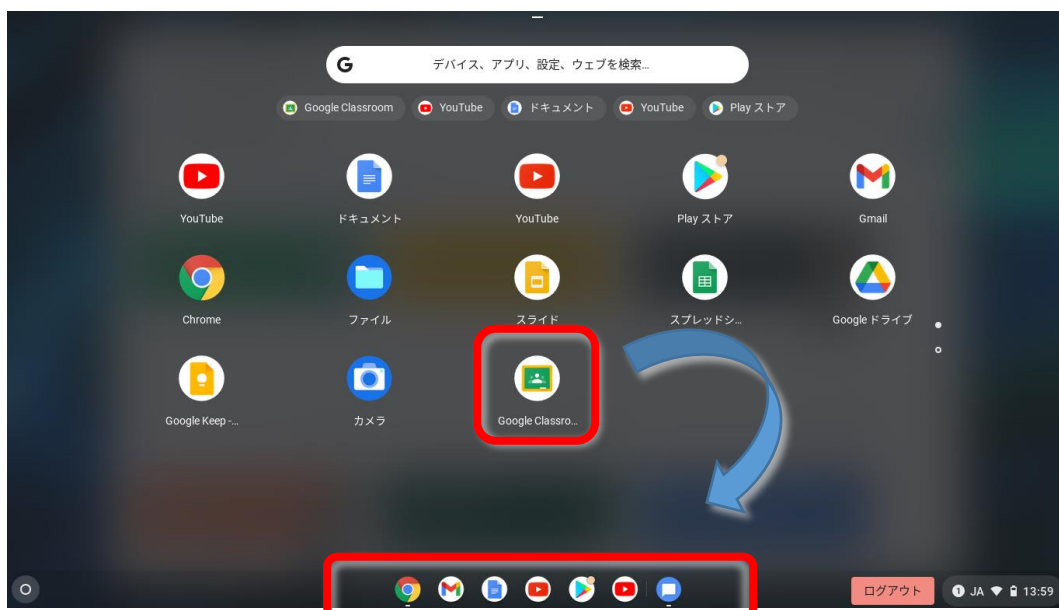 デバイス、アプリ、設定、ウェブを検索...
Google Classroom YouTube ドキュメント YouTube Play ストア
YouTube ドキュメント YouTube Play ストア Gmail
Chrome ファイル スライド スプレッドシ... Google ドライブ
Google Keep -... カメラ Google Classro...
ログアウト 1 JA 13:59